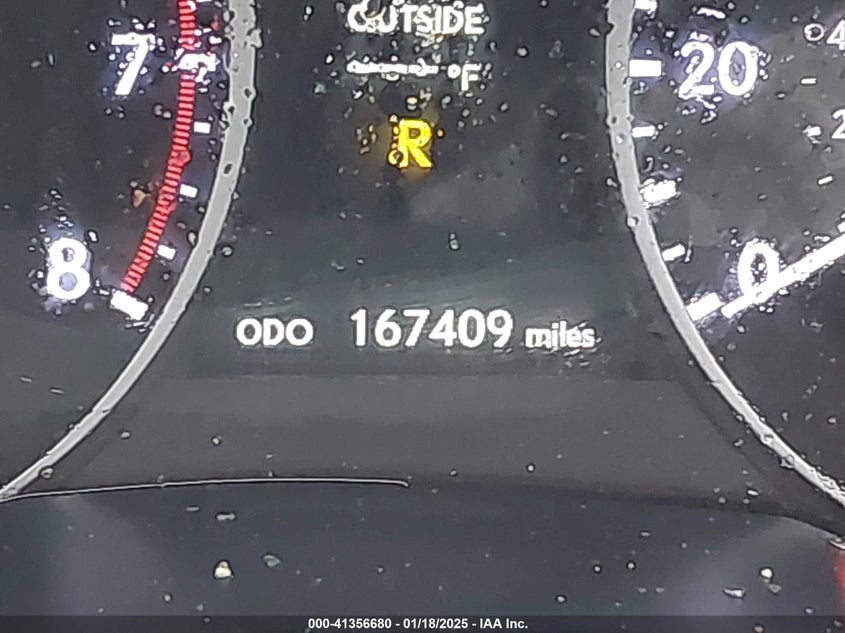 OUTSIDE
---- °F
7
20
R
8
0
ODO 167409 miles
000-41356680 - 01/18/2025 - IAA Inc.